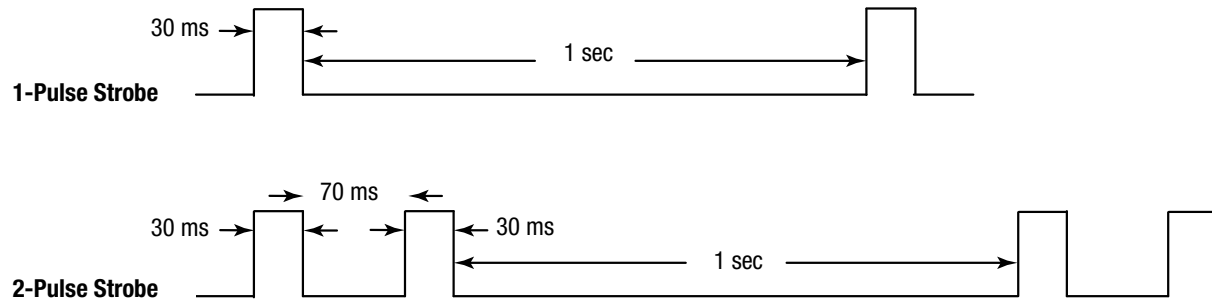 30 ms
1 sec
1-Pulse Strobe
70 ms
30 ms
30 ms
1 sec
2-Pulse Strobe